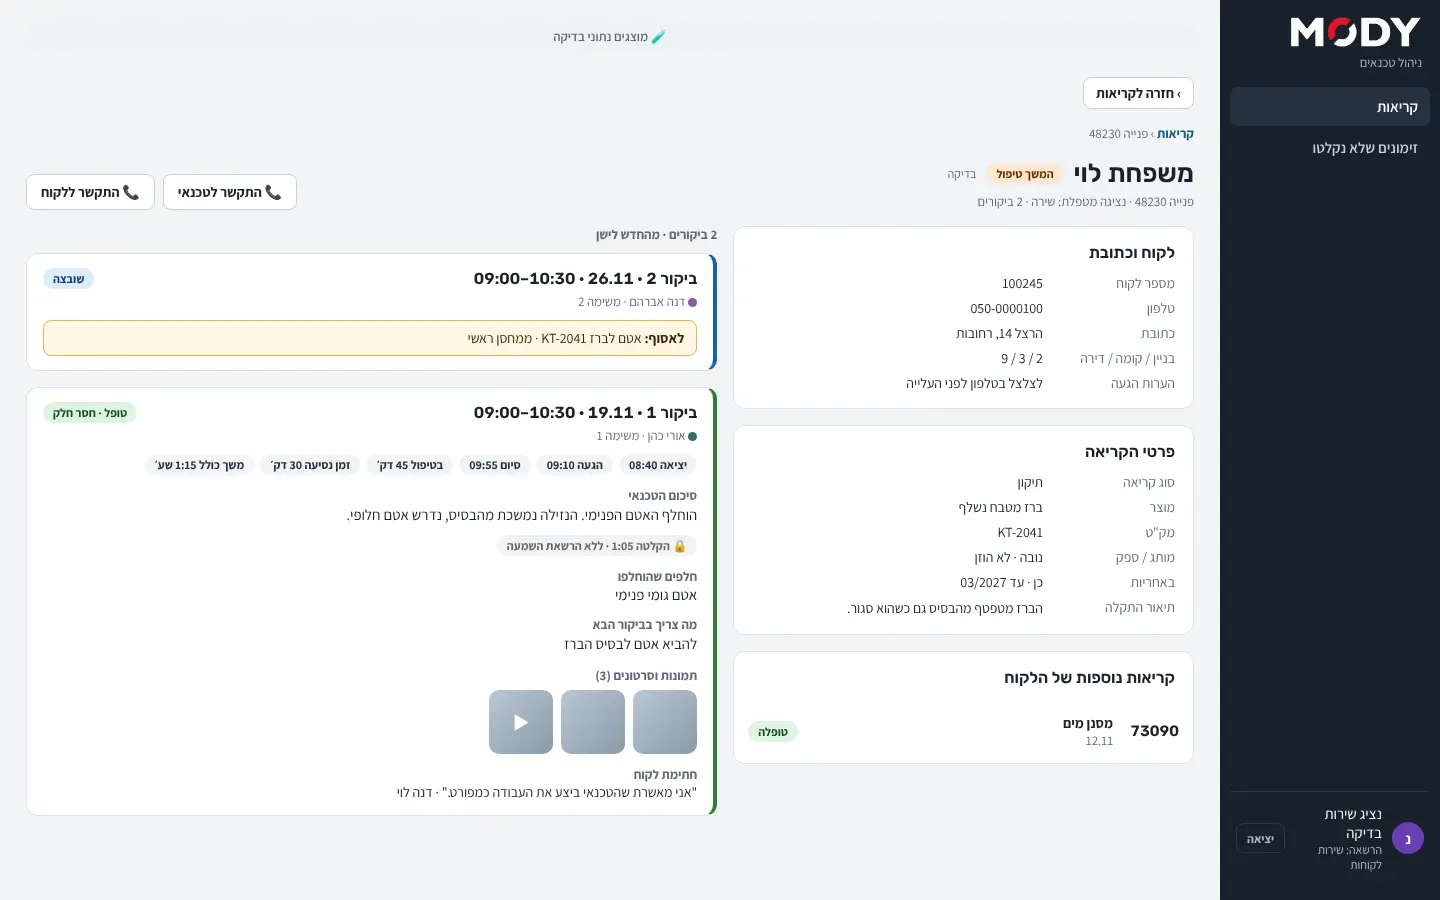 MODY
ניהול טכנאים
קריאות
זימונים שלא נקלטו
נציג שירות
בדיקה
הרשאה: שירות
לקוחות
נ
יציאה
🧪 מוצגים נתוני בדיקה
› חזרה לקריאות
קריאות › פנייה 48230
משפחת לוי המשך טיפול בדיקה
פנייה 48230 · נציגה מטפלת: שירה · 2 ביקורים
📞 התקשר לטכנאי
📞 התקשר ללקוח
לקוח וכתובת
מספר לקוח 100245
טלפון 050-0000100
כתובת הרצל 14, רחובות
בניין / קומה / דירה 2 / 3 / 9
הערות הגעה לצלצל בטלפון לפני העלייה
פרטי הקריאה
סוג קריאה תיקון
מוצר ברז מטבח נשלף
מק"ט KT-2041
מותג / ספק נובה · לא הוזן
באחריות כן · עד 03/2027
תיאור התקלה הברז מטפטף מהבסיס גם כשהוא סגור.
קריאות נוספות של הלקוח
73090 מסנן מים טופלה
12.11
2 ביקורים · מהחדש לישן
ביקור 2 · 26.11 · 09:00–10:30 שובצה
דנה אברהם · משימה 2
לאסוף: אטם לברז KT-2041 · ממחסן ראשי
ביקור 1 · 19.11 · 09:00–10:30 טופל · חסר חלק
אורי כהן · משימה 1
יציאה 08:40 הגעה 09:10 סיום 09:55 בטיפול 45 דק׳ זמן נסיעה 30 דק׳ משך כולל 1:15 שע׳
סיכום הטכנאי
הוחלף האטם הפנימי. הנזילה נמשכת מהבסיס, נדרש אטם חלופי.
🔒 הקלטה 1:05 · ללא הרשאת השמעה
חלפים שהוחלפו
אטם גומי פנימי
מה צריך בביקור הבא
להביא אטם לבסיס הברז
תמונות וסרטונים (3)
חתימת לקוח
"אני מאשרת שהטכנאי ביצע את העבודה כמפורט." · דנה לוי